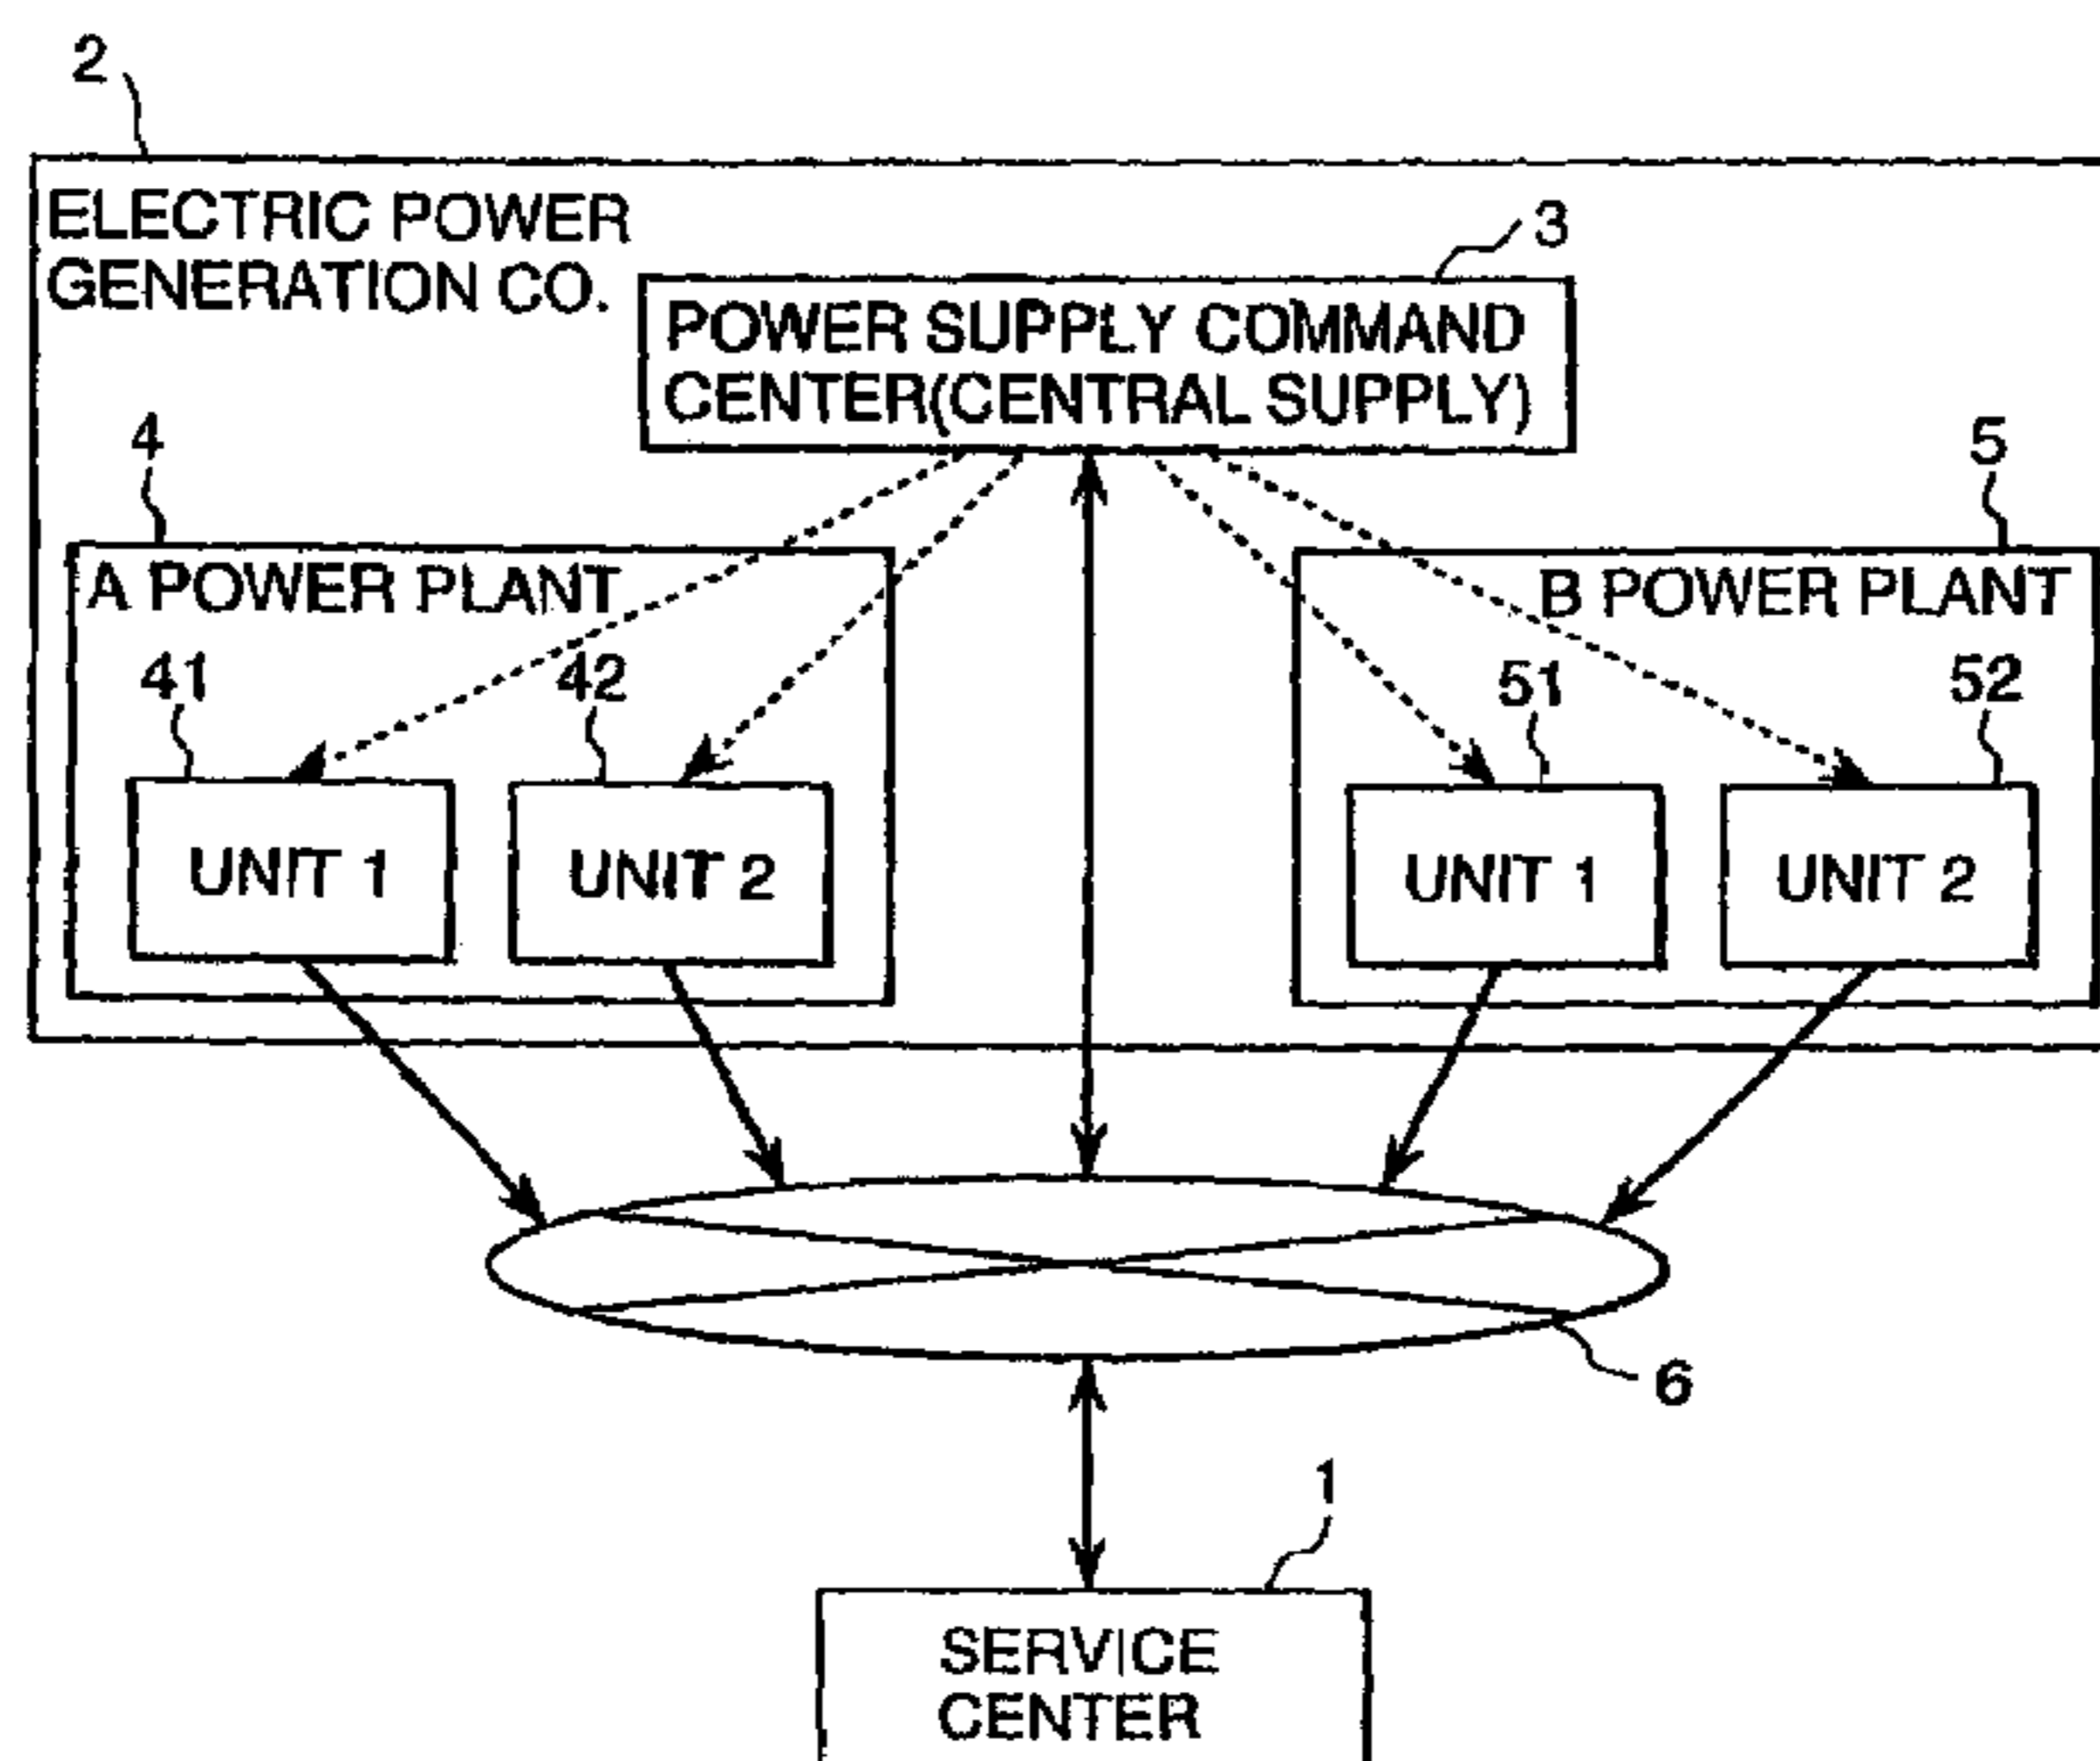 2
ELECTRIC POWER
GENERATION CO.
3
POWER SUPPLY COMMAND
CENTER(CENTRAL SUPPLY)
4
5
A POWER PLANT
B POWER PLANT
41
42
51
52
UNIT 1
UNIT 2
UNIT 1
UNIT 2
6
1
SERVICE
CENTER